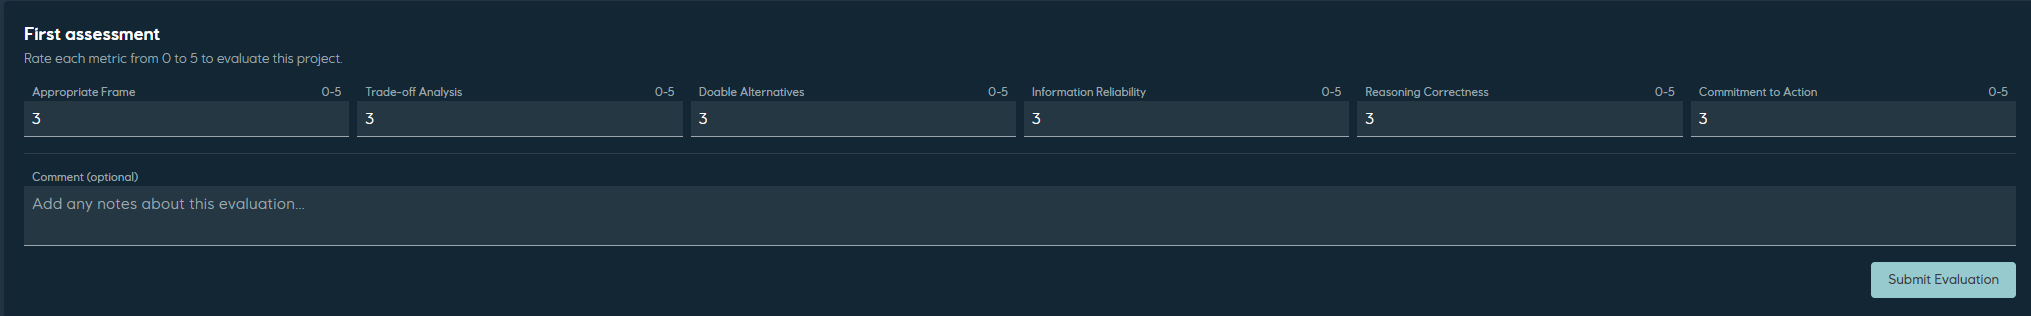 First assessment
Rate each metric from 0 to 5 to evaluate this project.
Appropriate Frame 0-5 Trade-off Analysis 0-5 Doable Alternatives 0-5 Information Reliability 0-5 Reasoning Correctness 0-5 Commitment to Action 0-5
3 3 3 3 3 3
Comment (optional)
Add any notes about this evaluation...
Submit Evaluation